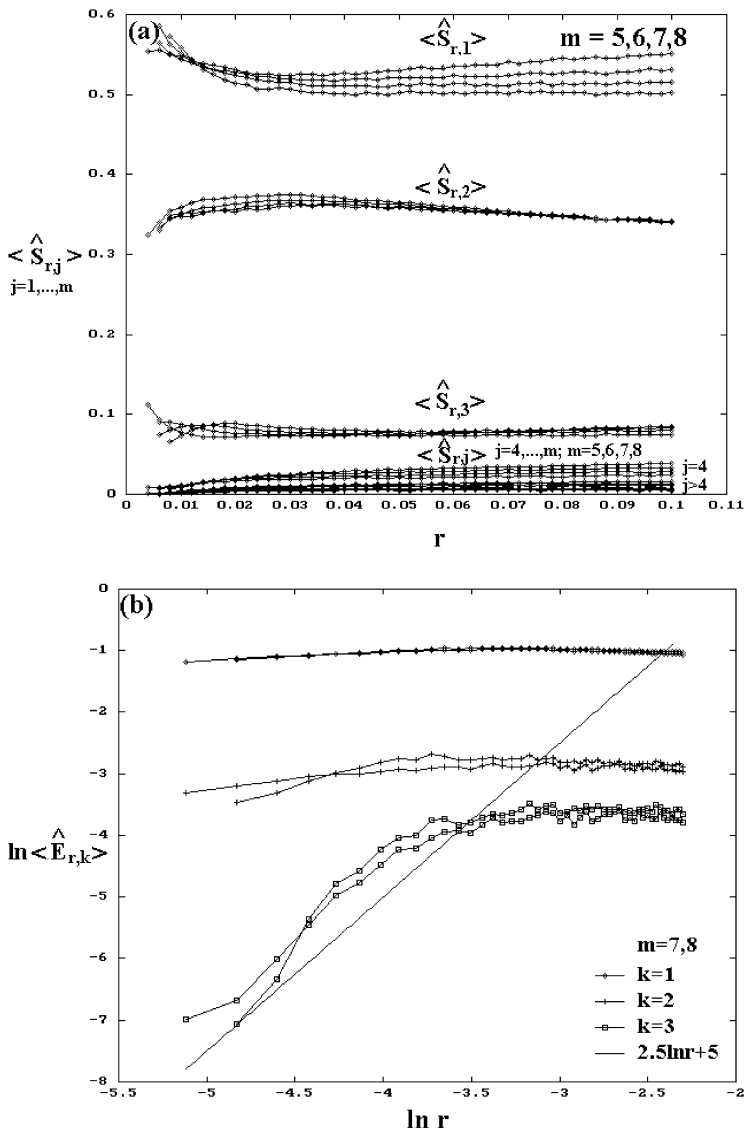 (a)
< Ŝr,1 >
m = 5,6,7,8
< Ŝr,2 >
< Ŝr,j >
j=1,...,m
< Ŝr,3 >
< Ŝr,j > j=4,...,m; m=5,6,7,8
j=4
j>4
0.6
0.5
0.4
0.3
0.2
0.1
0
0 0.01 0.02 0.03 0.04 0.05 0.06 0.07 0.08 0.09 0.1 0.11
r
(b)
0
-1
-2
-3
-4
-5
-6
-7
-8
ln< Êr,k >
m=7,8
k=1
k=2
k=3
2.5lnr+5
-5.5 -5 -4.5 -4 -3.5 -3 -2.5 -2
ln r